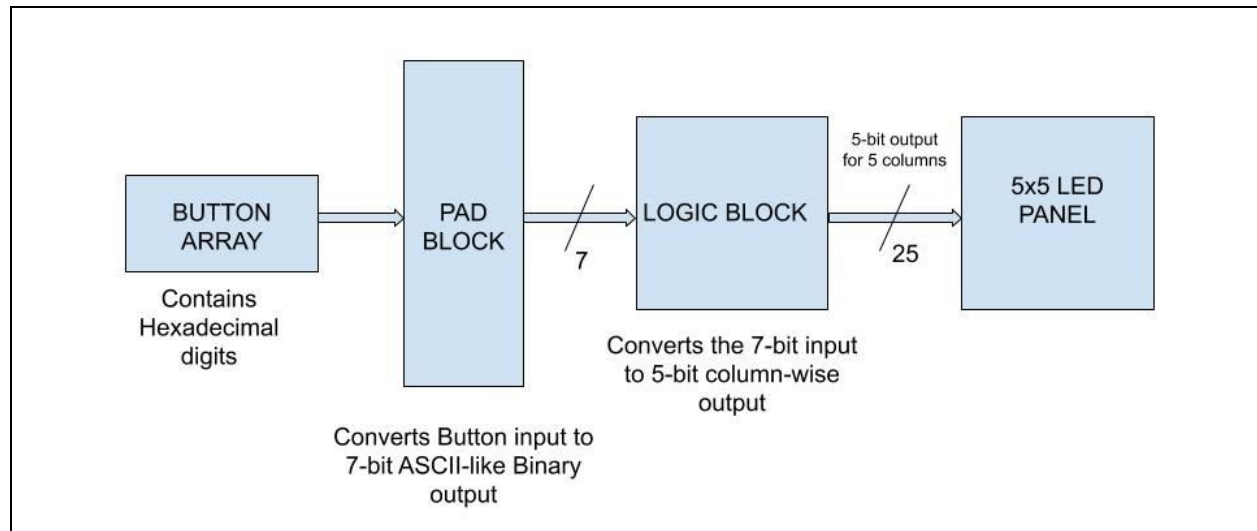 BUTTON
ARRAY
Contains
Hexadecimal
digits
PAD
BLOCK
Converts Button input to
7-bit ASCII-like Binary
output
7
LOGIC BLOCK
Converts the 7-bit input
to 5-bit column-wise
output
5-bit output
for 5 columns
25
5x5 LED
PANEL